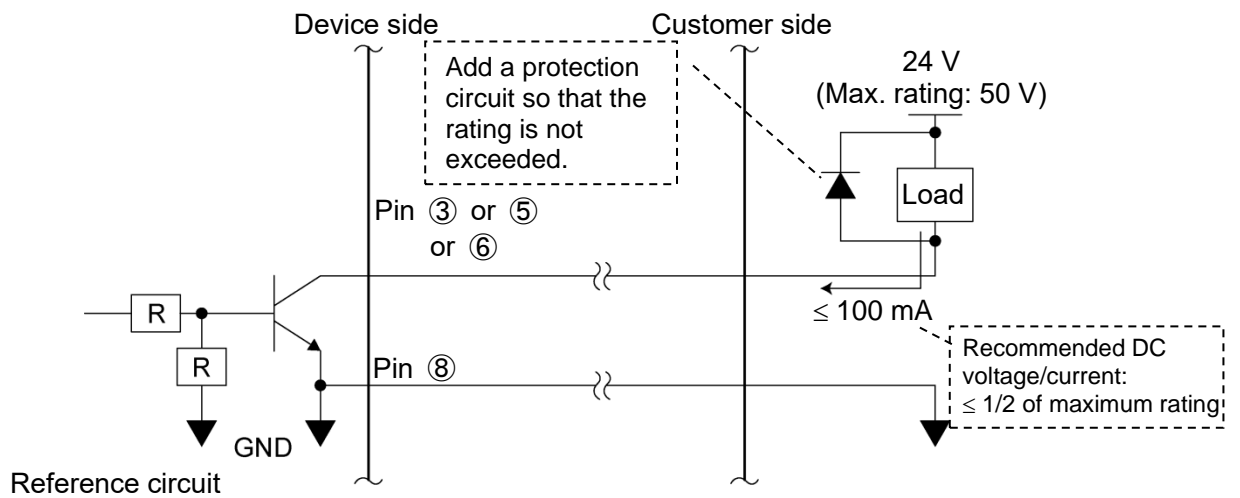 Device side
Customer side
Add a protection
circuit so that the
rating is not
exceeded.
24 V
(Max. rating: 50 V)
Load
Pin ③ or ⑤
or ⑥
≤ 100 mA
R
R
Pin ⑧
Recommended DC
voltage/current:
≤ 1/2 of maximum rating
GND
Reference circuit